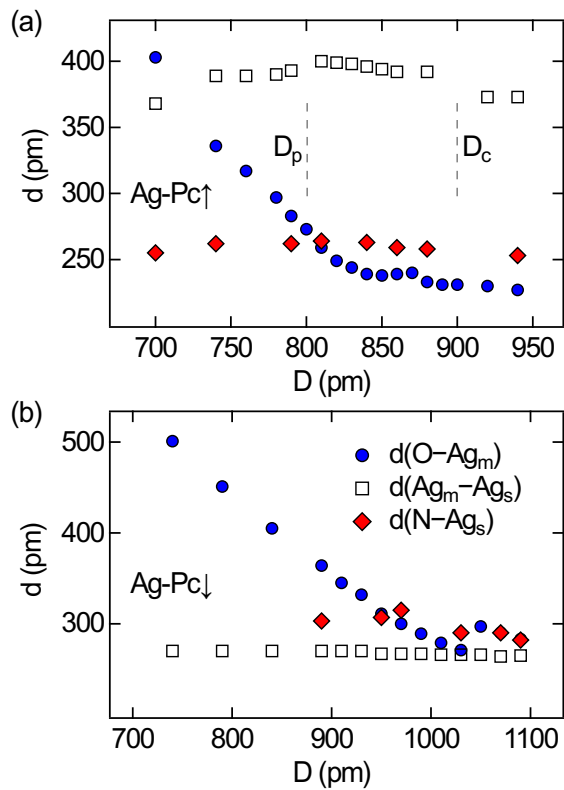 (a)
400
350
300
250
d (pm)
D_p
D_c
Ag-Pc↑
700 750 800 850 900 950
D (pm)
(b)
500
400
300
d (pm)
d(O−Ag_m)
d(Ag_m−Ag_s)
d(N−Ag_s)
Ag-Pc↓
700 800 900 1000 1100
D (pm)